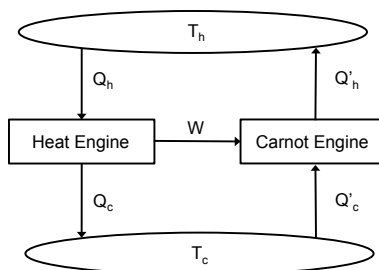 T_h
Q_h
Q'_h
Heat Engine
W
Carnot Engine
Q_c
Q'_c
T_c